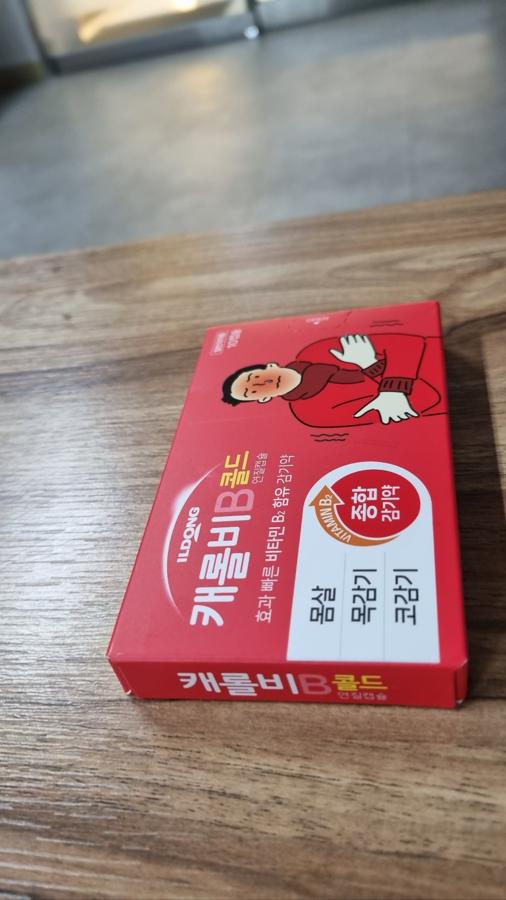 ILDONG
캐롤비B콜드
연질캡슐
효과 빠른 비타민 B₂ 함유 감기약
VITAMIN B₂
종합
감기약
몸살
목감기
코감기
캐롤비B콜드
연질캡슐